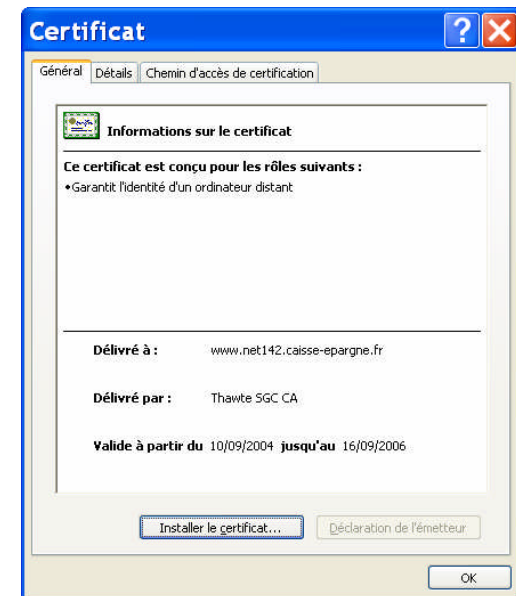 Certificat
Général Détails Chemin d'accès de certification
Informations sur le certificat
Ce certificat est conçu pour les rôles suivants :
•Garantit l'identité d'un ordinateur distant
Délivré à : www.net142.caisse-epargne.fr
Délivré par : Thawte SGC CA
Valide à partir du 10/09/2004 jusqu'au 16/09/2006
Installer le certificat... Déclaration de l'émetteur
OK